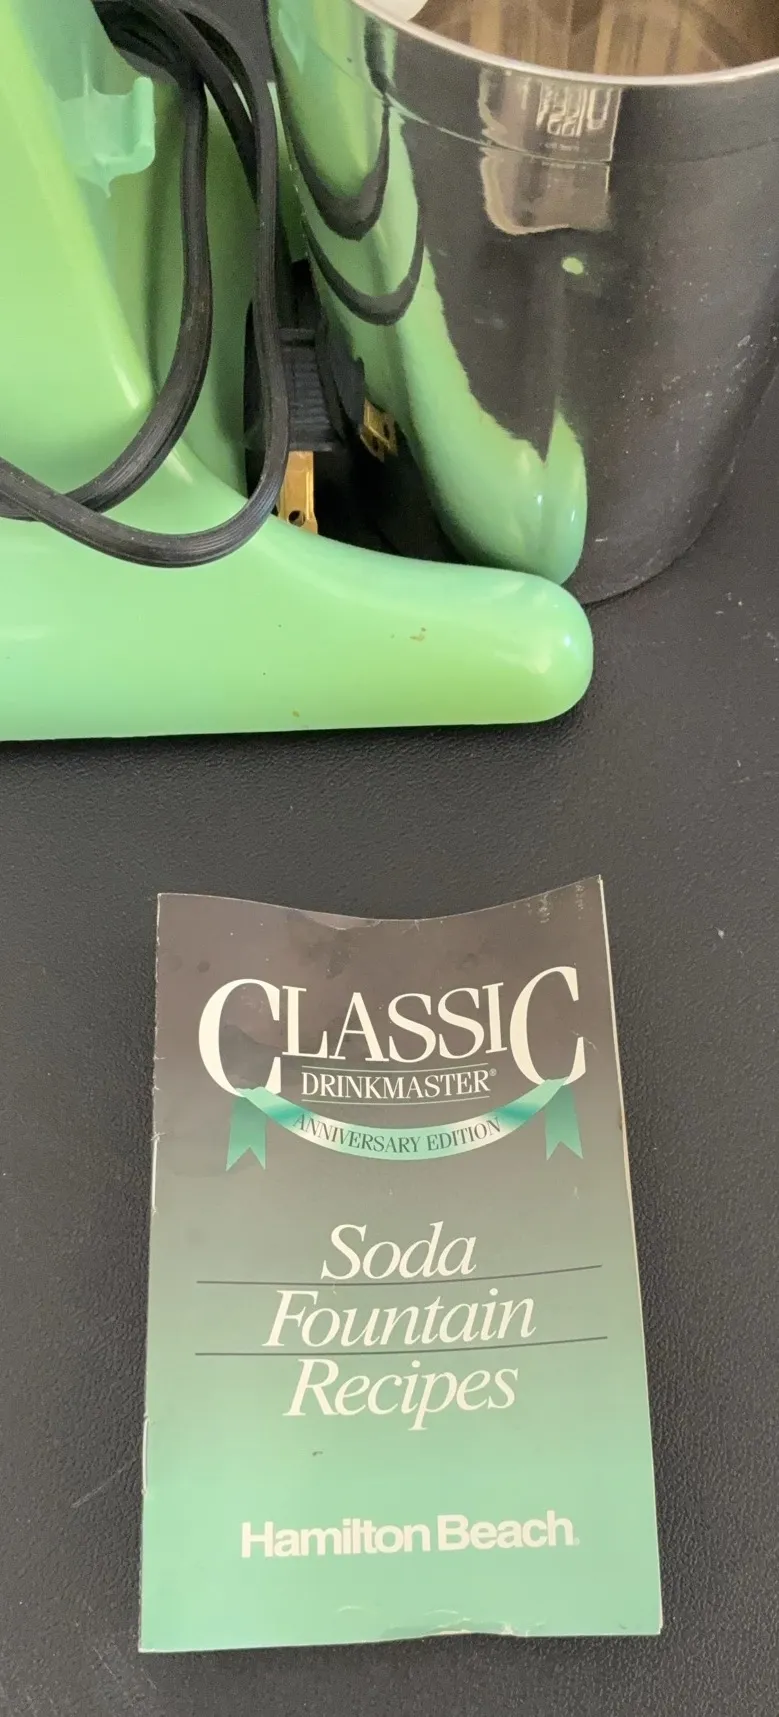 CLASSIC
DRINKMASTER®
ANNIVERSARY EDITION
Soda
Fountain
Recipes
Hamilton Beach®